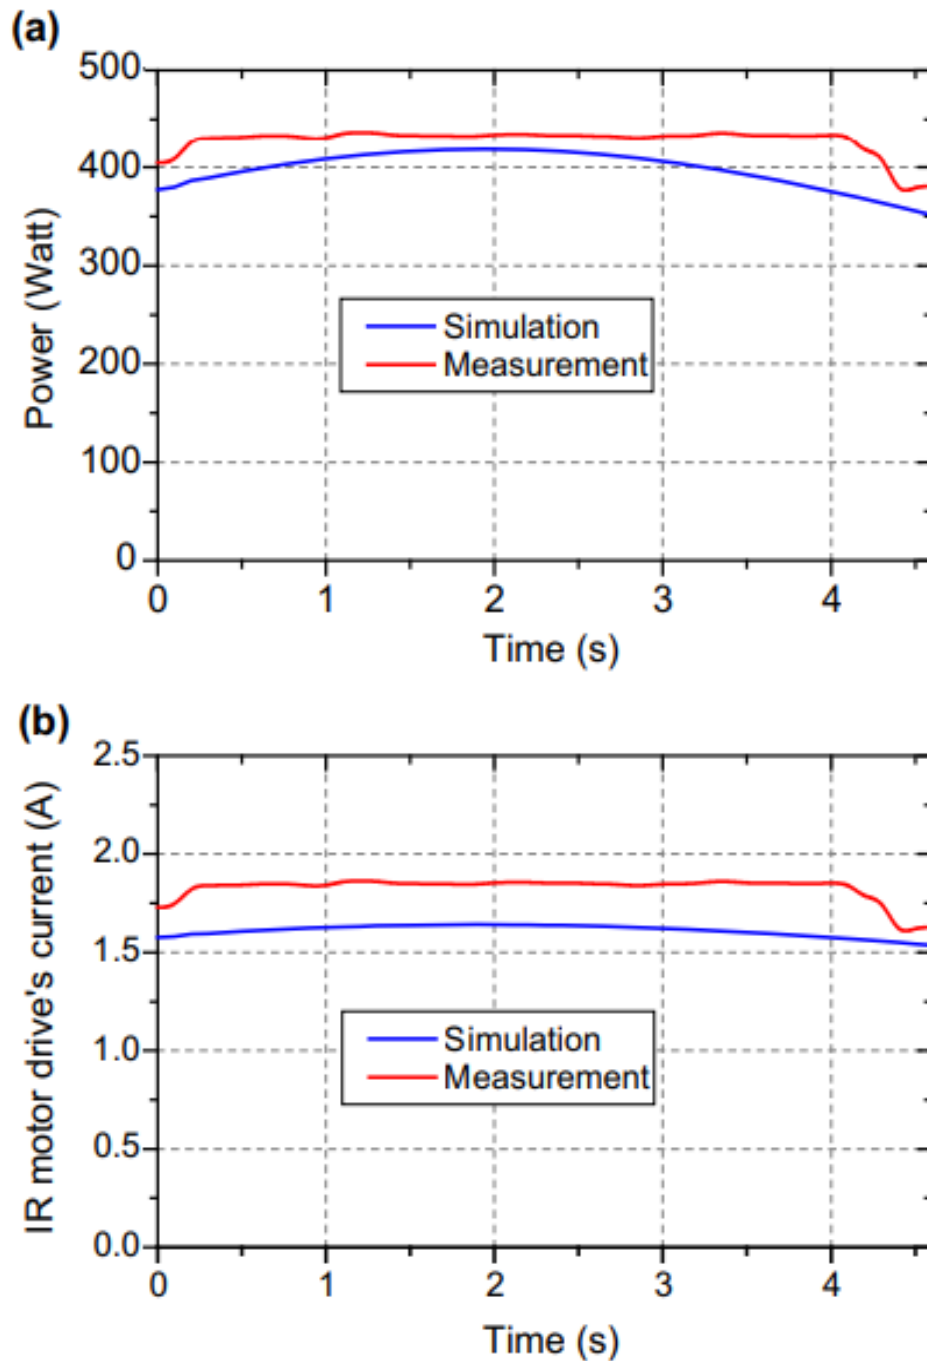 (a)
500
400
300
200
100
0
Power (Watt)
Simulation
Measurement
0 1 2 3 4
Time (s)
(b)
2.5
2.0
1.5
1.0
0.5
0.0
IR motor drive's current (A)
Simulation
Measurement
0 1 2 3 4
Time (s)